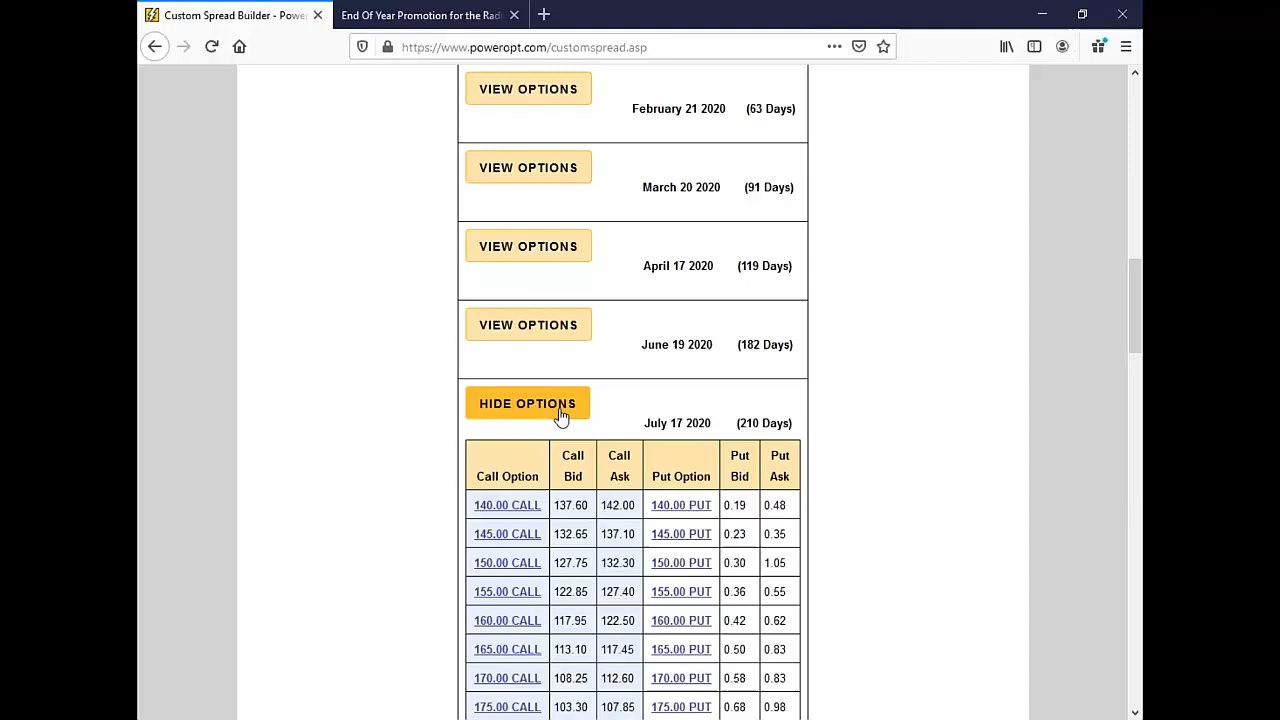 Custom Spread Builder - Powe
End Of Year Promotion for the Radi
https://www.poweropt.com/customspread.asp
VIEW OPTIONS
February 21 2020 (63 Days)
VIEW OPTIONS
March 20 2020 (91 Days)
VIEW OPTIONS
April 17 2020 (119 Days)
VIEW OPTIONS
June 19 2020 (182 Days)
HIDE OPTIONS
July 17 2020 (210 Days)
Call Option Call Bid Call Ask Put Option Put Bid Put Ask
140.00 CALL 137.60 142.00 140.00 PUT 0.19 0.48
145.00 CALL 132.65 137.10 145.00 PUT 0.23 0.35
150.00 CALL 127.75 132.30 150.00 PUT 0.30 1.05
155.00 CALL 122.85 127.40 155.00 PUT 0.36 0.55
160.00 CALL 117.95 122.50 160.00 PUT 0.42 0.62
165.00 CALL 113.10 117.45 165.00 PUT 0.50 0.83
170.00 CALL 108.25 112.60 170.00 PUT 0.58 0.83
175.00 CALL 103.30 107.85 175.00 PUT 0.68 0.98